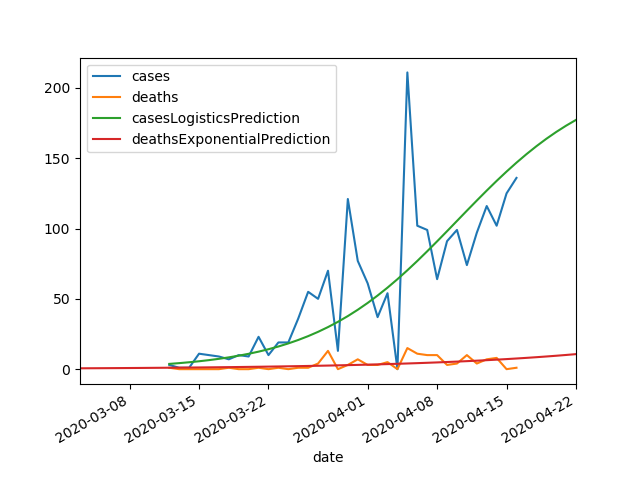 cases
deaths
casesLogisticsPrediction
deathsExponentialPrediction
200
150
100
50
0
2020-03-08
2020-03-15
2020-03-22
2020-04-01
2020-04-08
2020-04-15
2020-04-22
date